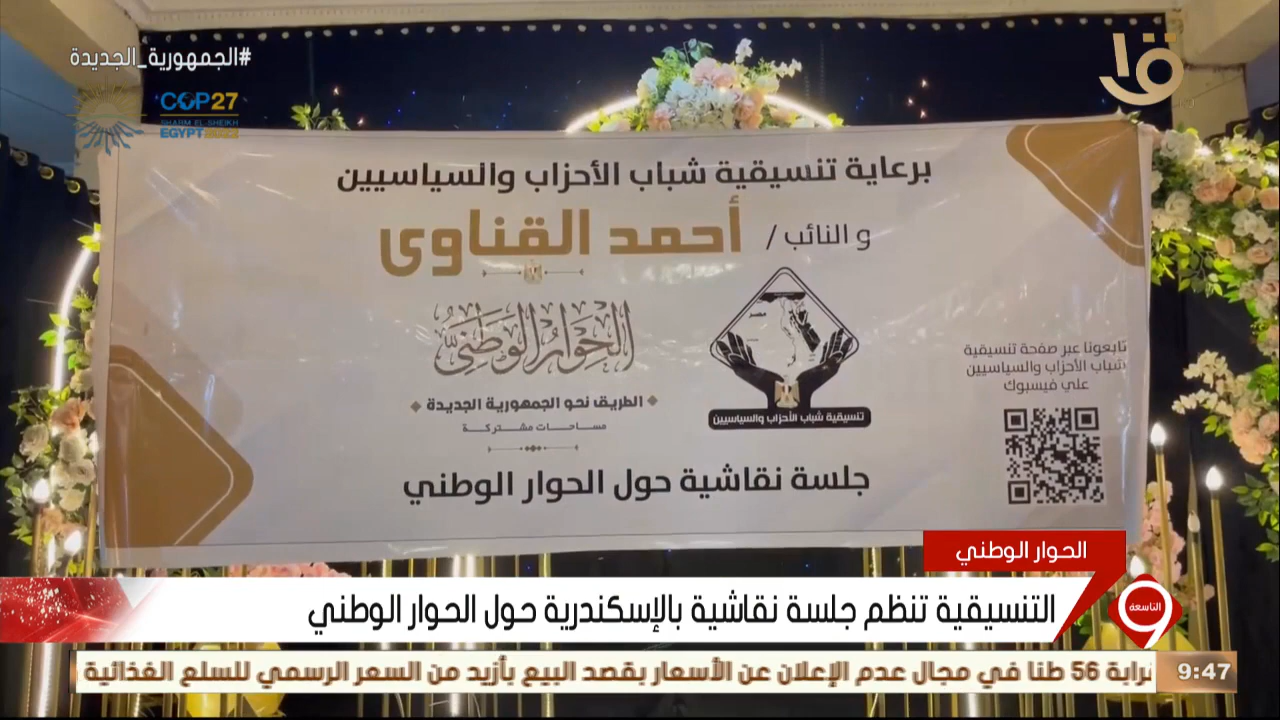 #الجمهورية_الجديدة
COP27
SHARM EL-SHEIKH
EGYPT2022
برعاية تنسيقية شباب الأحزاب والسياسيين
و النائب / أحمد القناوى
الحوار الوطني
الطريق نحو الجمهورية الجديدة
مساحات مشتركة
مصر
تنسيقية شباب الأحزاب والسياسيين
تابعونا عبر صفحة تنسيقية
شباب الأحزاب والسياسيين
علي فيسبوك
جلسة نقاشية حول الحوار الوطني
الحوار الوطني
التنسيقية تنظم جلسة نقاشية بالإسكندرية حول الحوار الوطني
التاسعة
9
56 طنا في مجال عدم الإعلان عن الأسعار بقصد البيع بأزيد من السعر الرسمي للسلع الغذائية
9:47